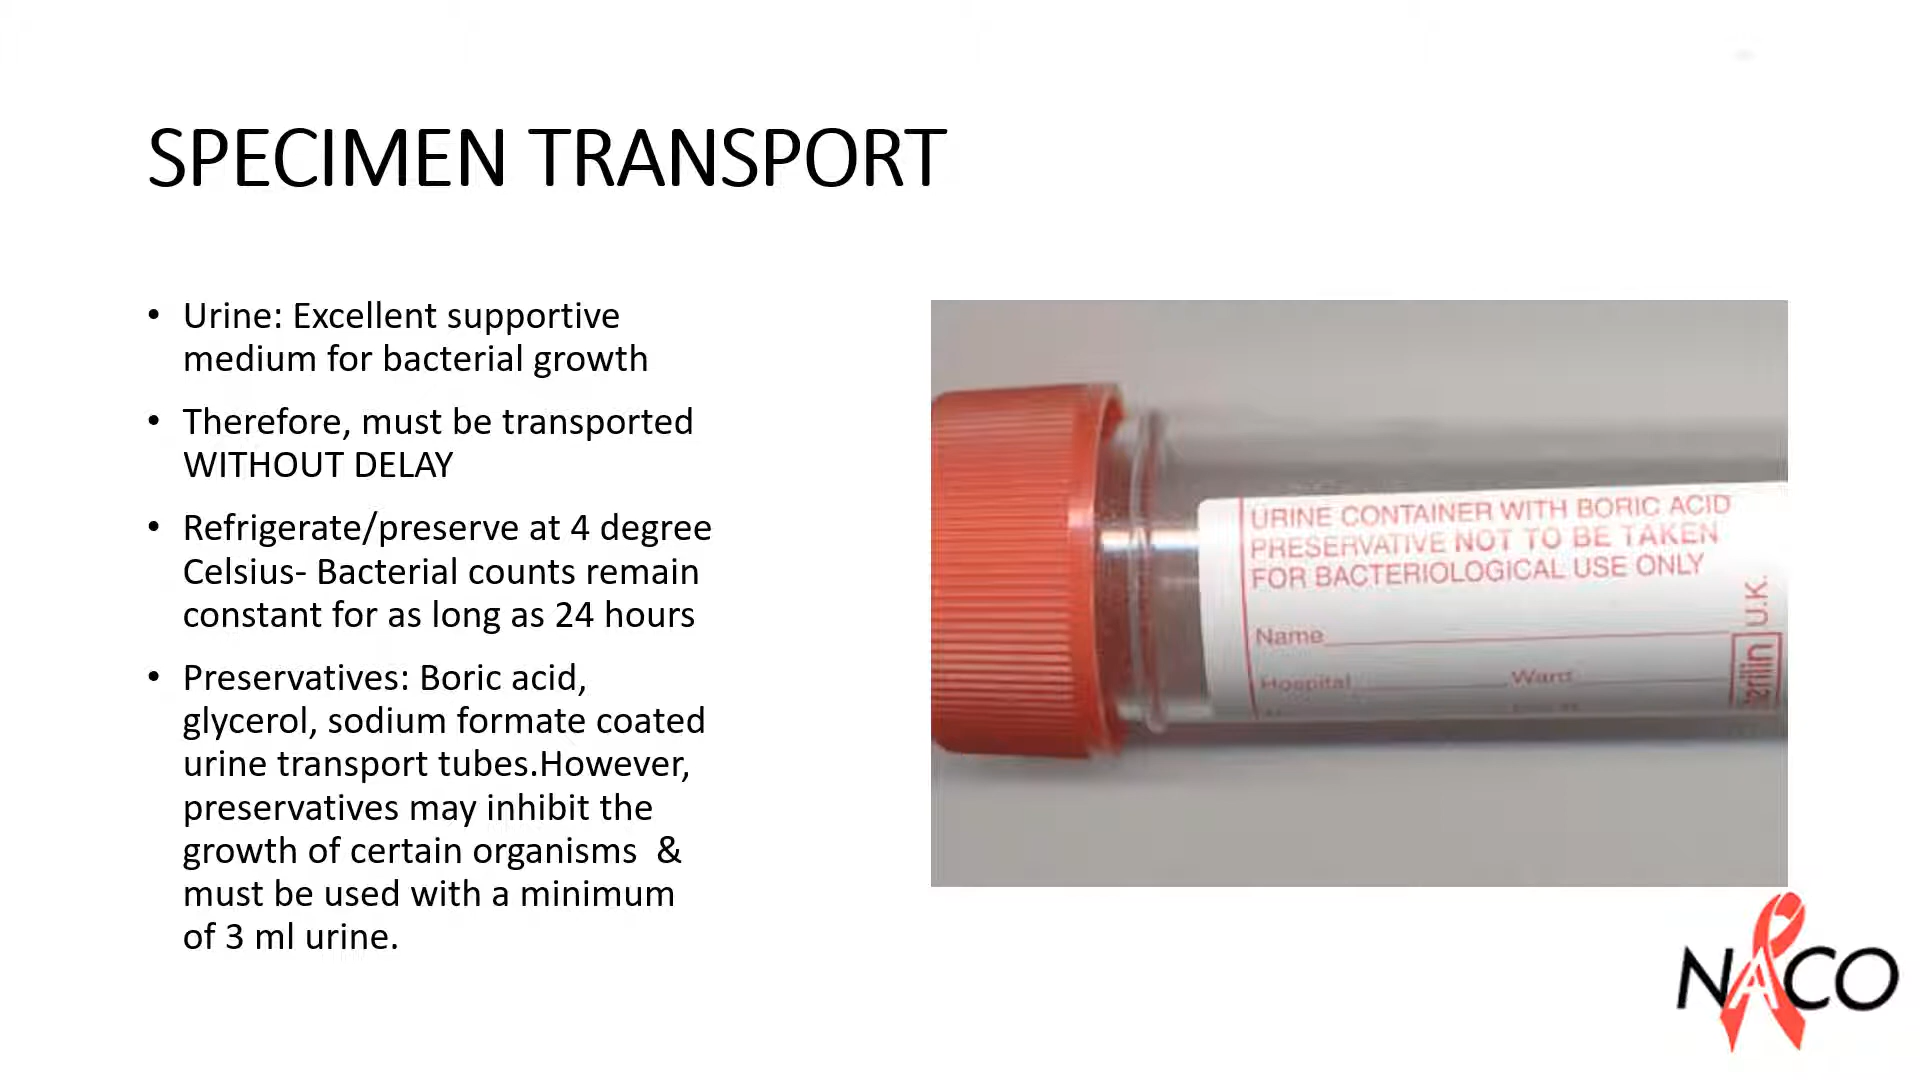 SPECIMEN TRANSPORT
• Urine: Excellent supportive
medium for bacterial growth
• Therefore, must be transported
WITHOUT DELAY
• Refrigerate/preserve at 4 degree
Celsius- Bacterial counts remain
constant for as long as 24 hours
• Preservatives: Boric acid,
glycerol, sodium formate coated
urine transport tubes.However,
preservatives may inhibit the
growth of certain organisms  &
must be used with a minimum
of 3 ml urine.
URINE CONTAINER WITH BORIC ACID
PRESERVATIVE NOT TO BE TAKEN
FOR BACTERIOLOGICAL USE ONLY
Name
Hospital Ward
U.K.
NACO